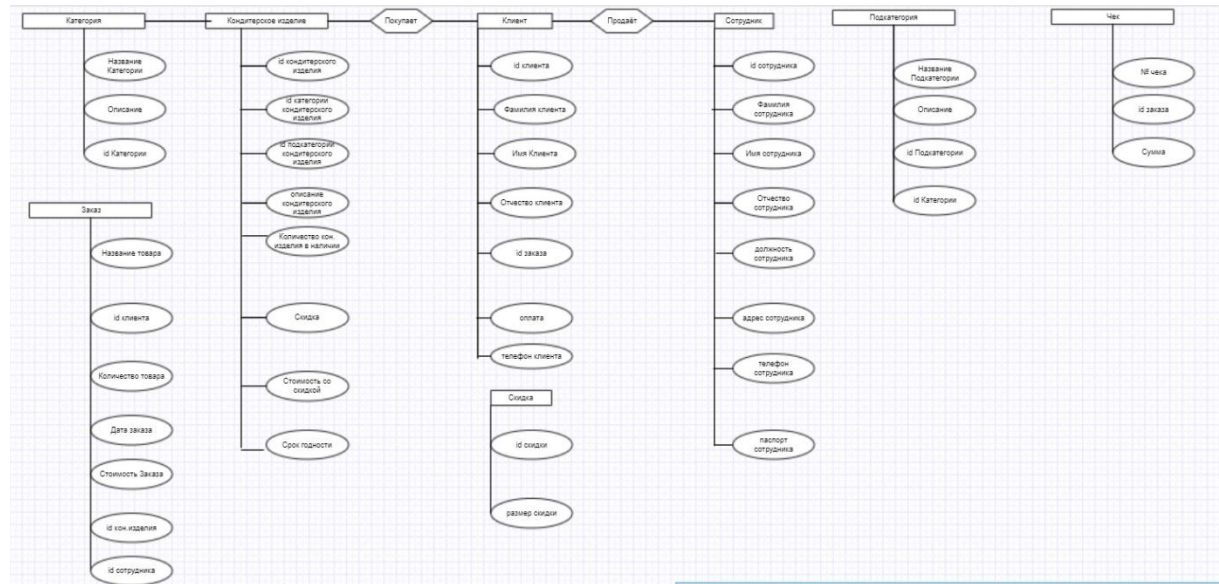 Категория
Кондитерское изделие
Покупает
Клиент
Продаёт
Сотрудник
Подкатегория
Чек
Название
Категории
Описание
id Категории
id кондитерского
изделия
id категории
кондитерского
изделия
id подкатегории
кондитерского
изделия
описание
кондитерского
изделия
Количество кон.
изделия в наличии
Скидка
Стоимость со
скидкой
Срок годности
id клиента
Фамилия клиента
Имя Клиента
Отчество клиента
id заказа
оплата
телефон клиента
id сотрудника
Фамилия
сотрудника
Имя сотрудника
Отчество
сотрудника
должность
сотрудника
адрес сотрудника
телефон
сотрудника
паспорт
сотрудника
Название
Подкатегории
Описание
id Подкатегории
id Категории
№ чека
id заказа
Сумма
Заказ
Название товара
id клиента
Количество товара
Дата заказа
Стоимость Заказа
id кон.изделия
id сотрудника
Скидка
id скидки
размер скидки